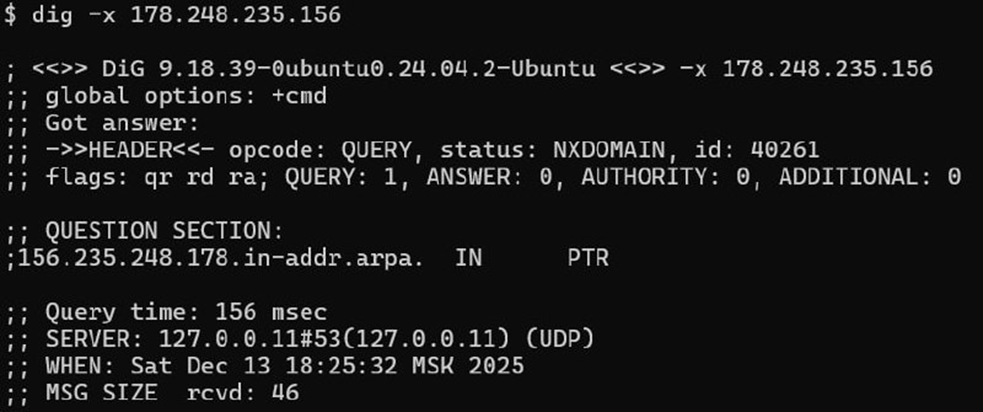 $ dig -x 178.248.235.156
; <<>> DiG 9.18.39-0ubuntu0.24.04.2-Ubuntu <<>> -x 178.248.235.156
;; global options: +cmd
;; Got answer:
;; ->>HEADER<<- opcode: QUERY, status: NXDOMAIN, id: 40261
;; flags: qr rd ra; QUERY: 1, ANSWER: 0, AUTHORITY: 0, ADDITIONAL: 0
;; QUESTION SECTION:
;156.235.248.178.in-addr.arpa. IN PTR
;; Query time: 156 msec
;; SERVER: 127.0.0.11#53(127.0.0.11) (UDP)
;; WHEN: Sat Dec 13 18:25:32 MSK 2025
;; MSG SIZE rcvd: 46